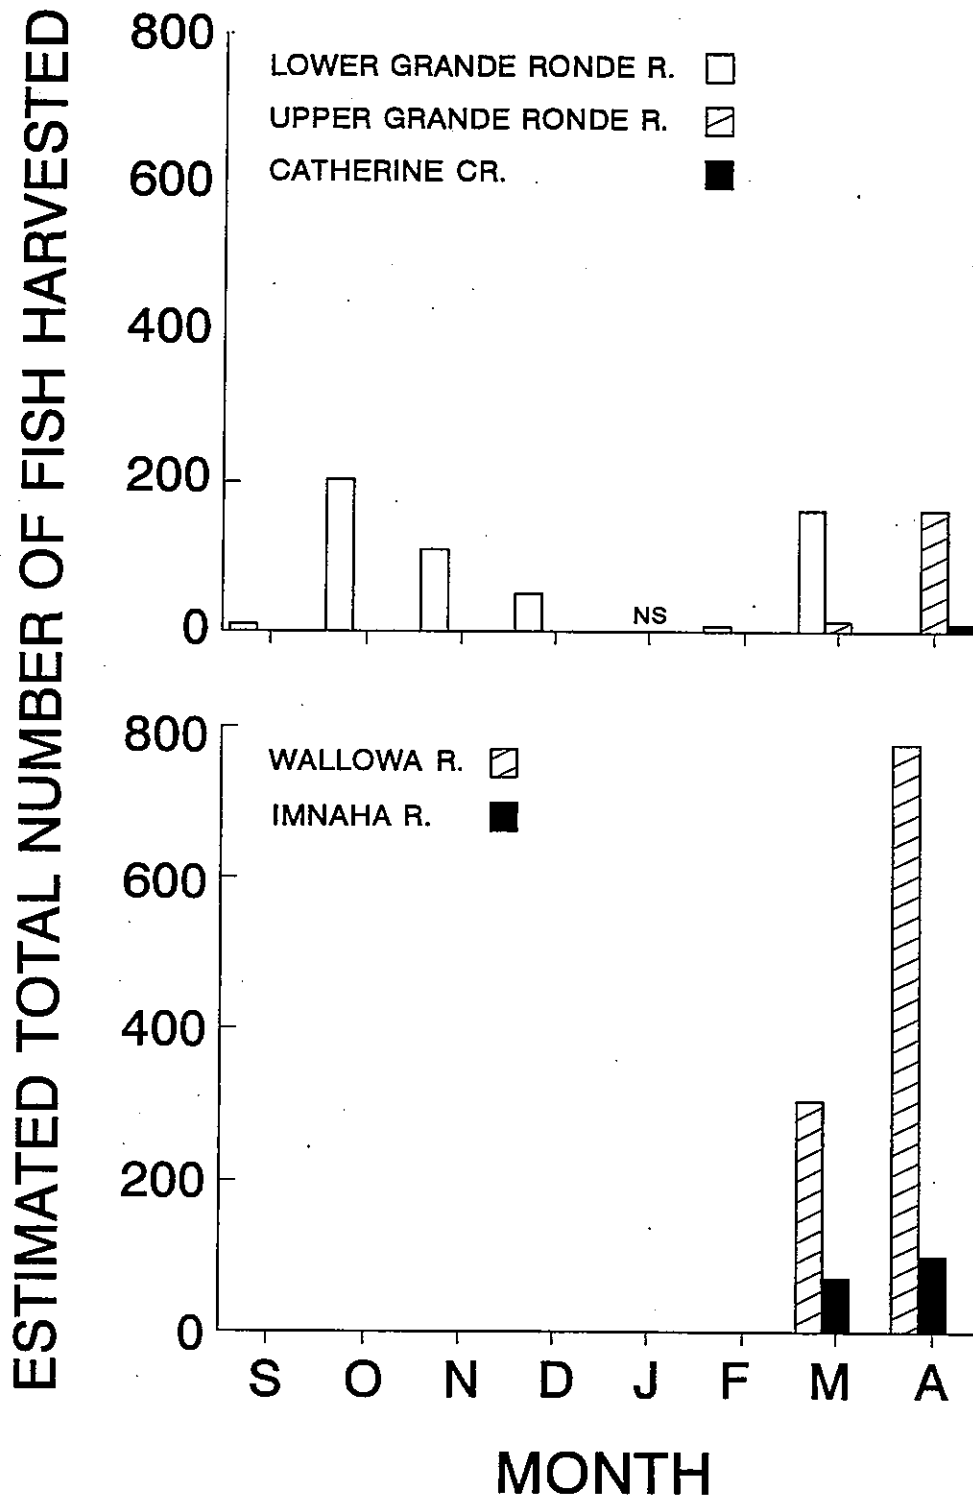 ESTIMATED TOTAL NUMBER OF FISH HARVESTED
800
600
400
200
0
LOWER GRANDE RONDE R.
UPPER GRANDE RONDE R.
CATHERINE CR.
NS
800
600
400
200
0
WALLOWA R.
IMNAHA R.
S O N D J F M A
MONTH